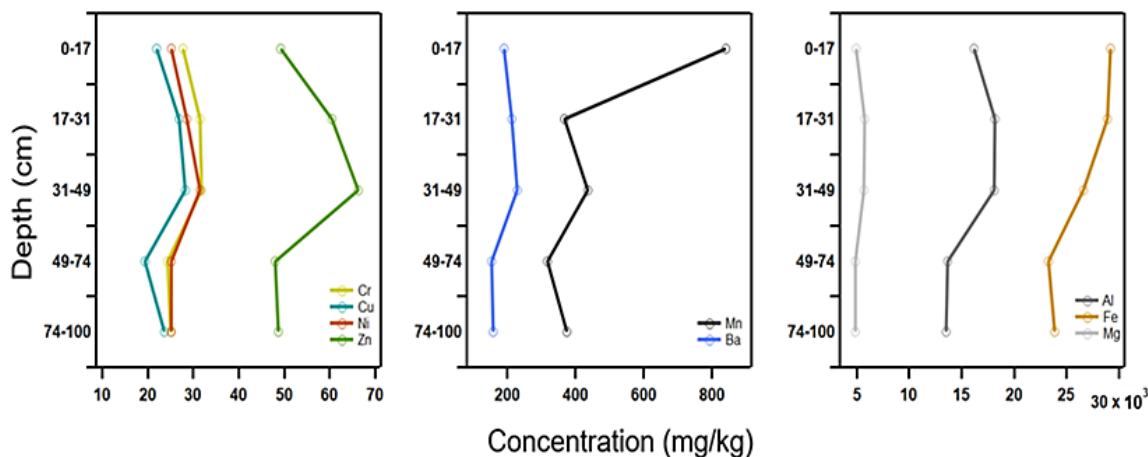 Depth (cm)
0-17
17-31
31-49
49-74
74-100
Cr
Cu
Ni
Zn
10 20 30 40 50 60 70
0-17
17-31
31-49
49-74
74-100
Mn
Ba
200 400 600 800
0-17
17-31
31-49
49-74
74-100
Al
Fe
Mg
5 10 15 20 25 30 x 10³
Concentration (mg/kg)